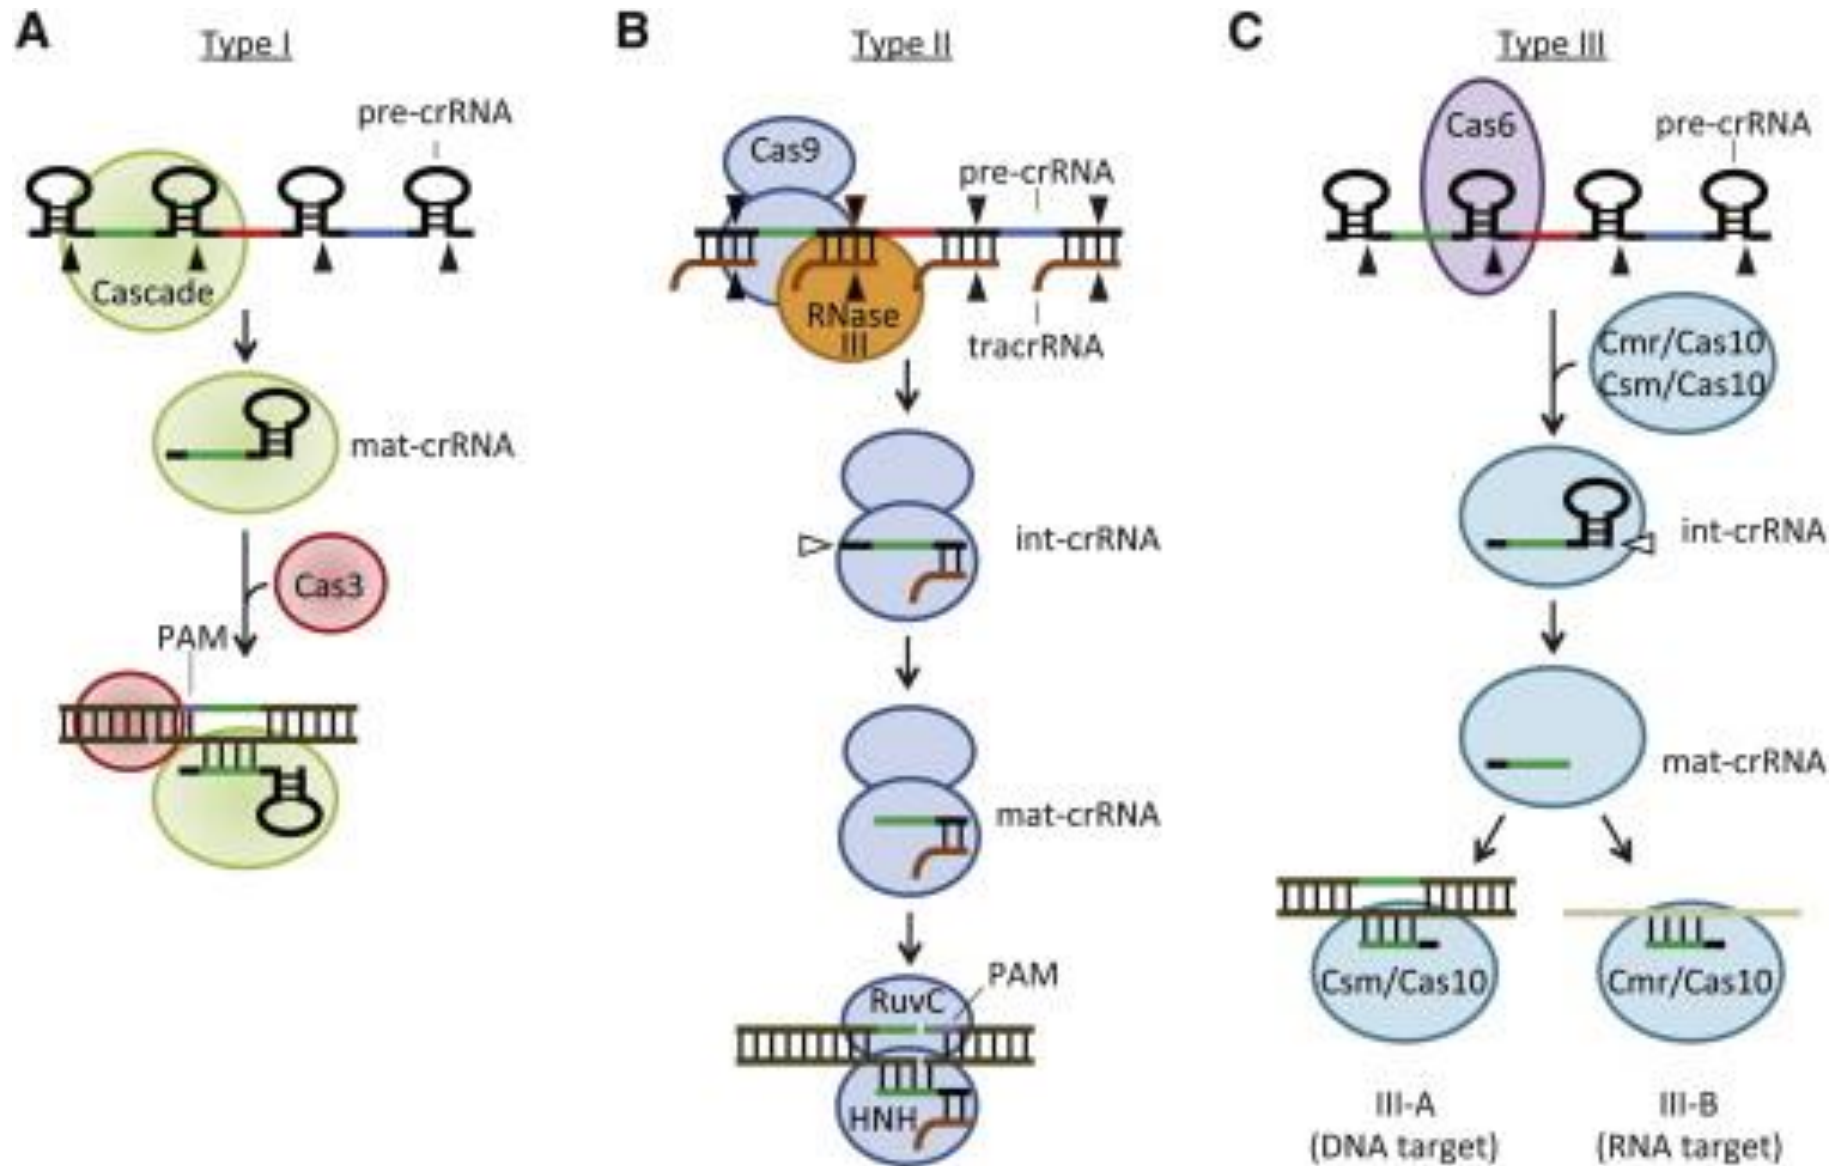 A
Type I
pre-crRNA
Cascade
mat-crRNA
Cas3
PAM
B
Type II
Cas9
pre-crRNA
RNase
III
tracrRNA
int-crRNA
mat-crRNA
PAM
RuvC
HNH
C
Type III
Cas6
pre-crRNA
Cmr/Cas10
Csm/Cas10
int-crRNA
mat-crRNA
Csm/Cas10
Cmr/Cas10
III-A
(DNA target)
III-B
(RNA target)